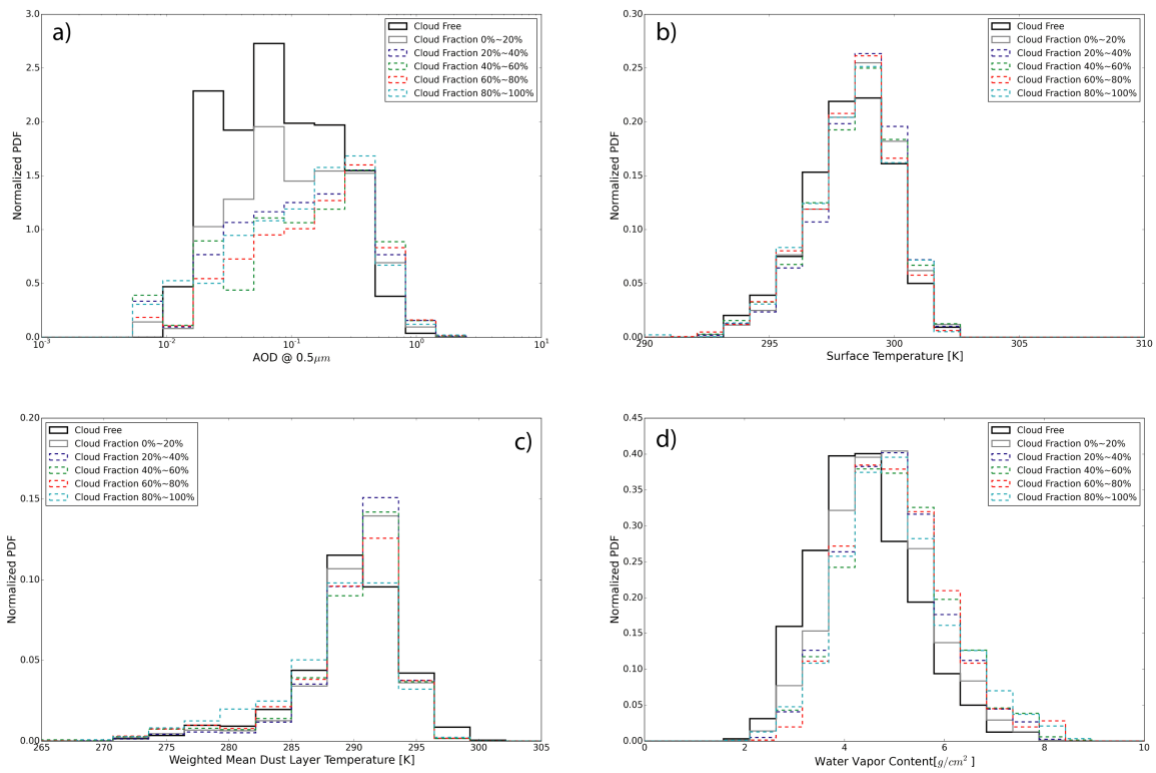 a)
3.0
2.5
2.0
1.5
1.0
0.5
0.0
Normalized PDF
10⁻³
10⁻²
10⁻¹
10⁰
10¹
AOD @ 0.5μm
Cloud Free
Cloud Fraction 0%~20%
Cloud Fraction 20%~40%
Cloud Fraction 40%~60%
Cloud Fraction 60%~80%
Cloud Fraction 80%~100%
b)
0.30
0.25
0.20
0.15
0.10
0.05
0.00
Normalized PDF
290
295
300
305
310
Surface Temperature [K]
Cloud Free
Cloud Fraction 0%~20%
Cloud Fraction 20%~40%
Cloud Fraction 40%~60%
Cloud Fraction 60%~80%
Cloud Fraction 80%~100%
c)
0.20
0.15
0.10
0.05
0.00
Normalized PDF
265
270
275
280
285
290
295
300
305
Weighted Mean Dust Layer Temperature [K]
Cloud Free
Cloud Fraction 0%~20%
Cloud Fraction 20%~40%
Cloud Fraction 40%~60%
Cloud Fraction 60%~80%
Cloud Fraction 80%~100%
d)
0.45
0.40
0.35
0.30
0.25
0.20
0.15
0.10
0.05
0.00
Normalized PDF
0
2
4
6
8
10
Water Vapor Content[g/cm² ]
Cloud Free
Cloud Fraction 0%~20%
Cloud Fraction 20%~40%
Cloud Fraction 40%~60%
Cloud Fraction 60%~80%
Cloud Fraction 80%~100%